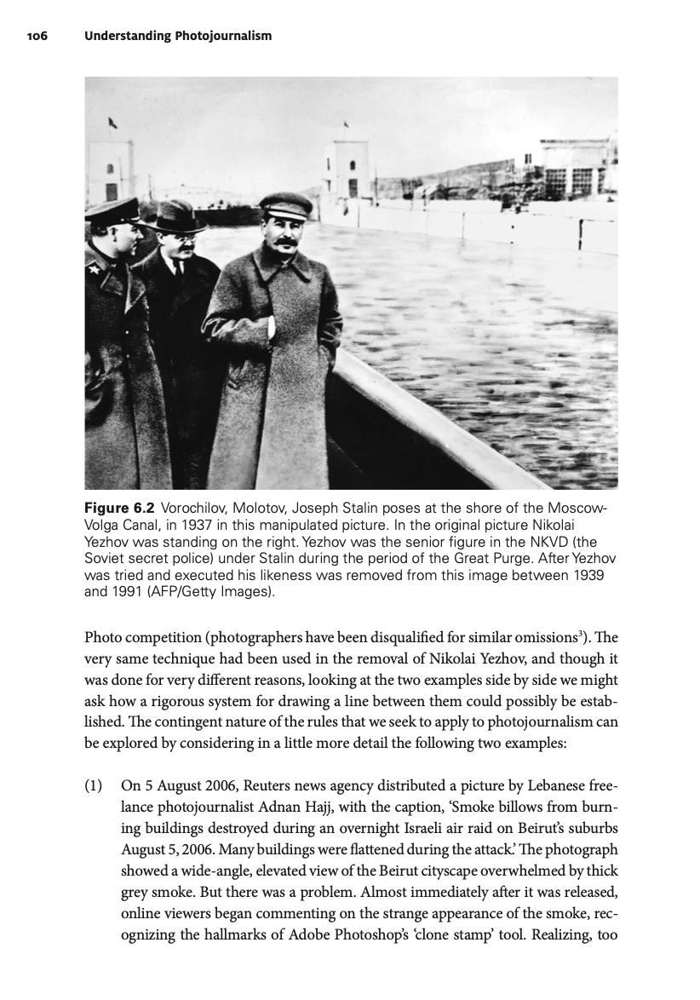 106 Understanding Photojournalism
Figure 6.2 Vorochilov, Molotov, Joseph Stalin poses at the shore of the Moscow-
Volga Canal, in 1937 in this manipulated picture. In the original picture Nikolai
Yezhov was standing on the right. Yezhov was the senior figure in the NKVD (the
Soviet secret police) under Stalin during the period of the Great Purge. After Yezhov
was tried and executed his likeness was removed from this image between 1939
and 1991 (AFP/Getty Images).
Photo competition (photographers have been disqualified for similar omissions³). The
very same technique had been used in the removal of Nikolai Yezhov, and though it
was done for very different reasons, looking at the two examples side by side we might
ask how a rigorous system for drawing a line between them could possibly be estab-
lished. The contingent nature of the rules that we seek to apply to photojournalism can
be explored by considering in a little more detail the following two examples:
(1) On 5 August 2006, Reuters news agency distributed a picture by Lebanese free-
lance photojournalist Adnan Hajj, with the caption, ‘Smoke billows from burn-
ing buildings destroyed during an overnight Israeli air raid on Beirut’s suburbs
August 5, 2006. Many buildings were flattened during the attack.’ The photograph
showed a wide-angle, elevated view of the Beirut cityscape overwhelmed by thick
grey smoke. But there was a problem. Almost immediately after it was released,
online viewers began commenting on the strange appearance of the smoke, rec-
ognizing the hallmarks of Adobe Photoshop’s ‘clone stamp’ tool. Realizing, too